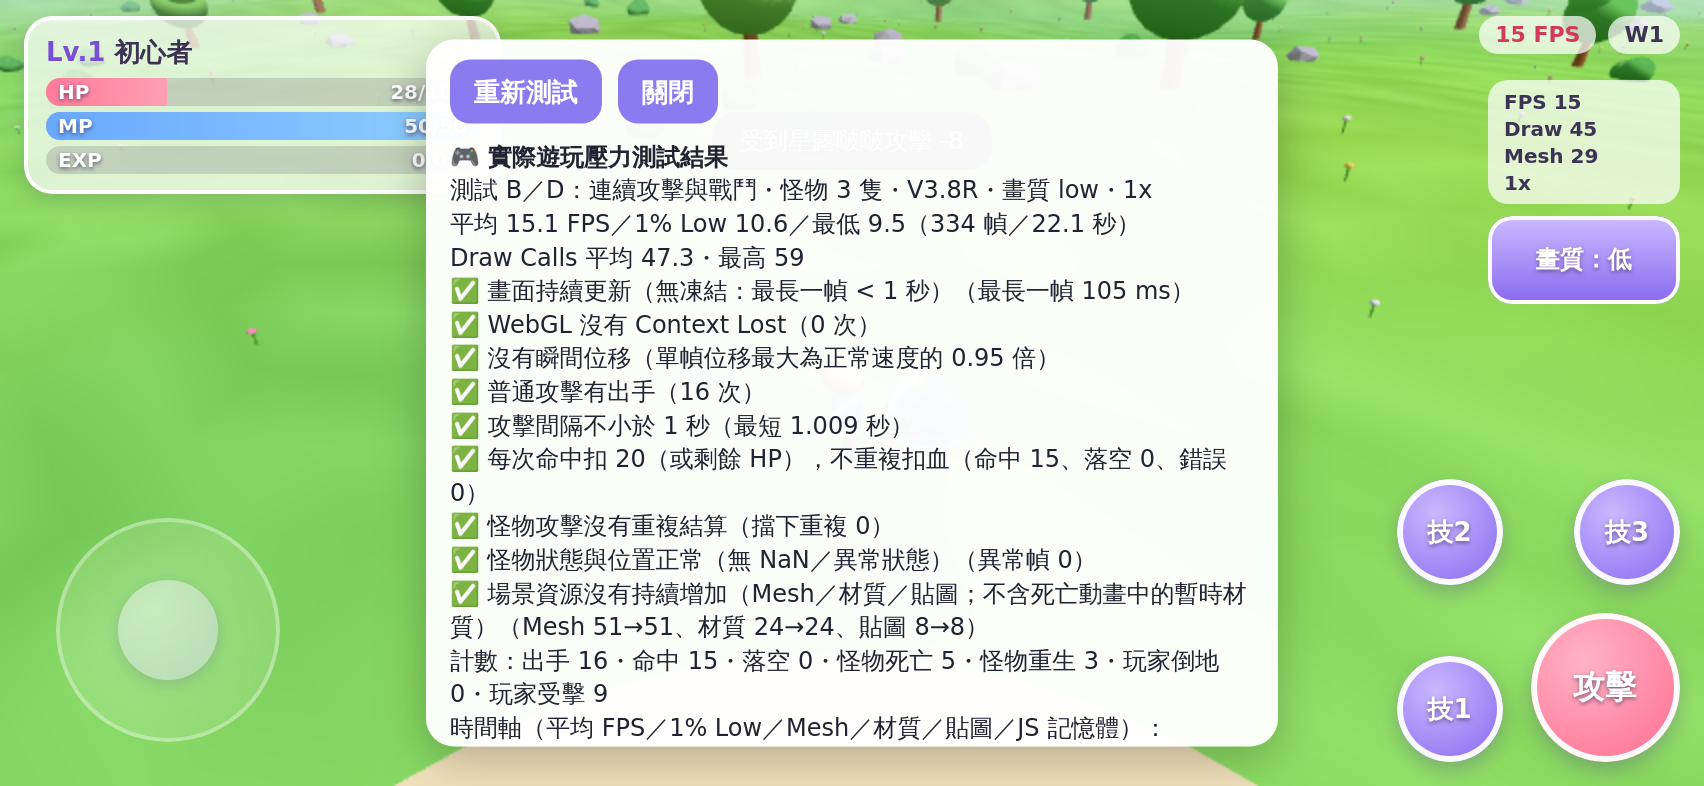 Lv.1 初心者
HP 28/
MP 50/50
EXP 0
重新測試 關閉
受到星露啵啵攻擊 -8
🎮 實際遊玩壓力測試結果
測試 B／D：連續攻擊與戰鬥・怪物 3 隻・V3.8R・畫質 low・1x
平均 15.1 FPS／1% Low 10.6／最低 9.5（334 幀／22.1 秒）
Draw Calls 平均 47.3・最高 59
✅ 畫面持續更新（無凍結：最長一幀 < 1 秒）（最長一幀 105 ms）
✅ WebGL 沒有 Context Lost（0 次）
✅ 沒有瞬間位移（單幀位移最大為正常速度的 0.95 倍）
✅ 普通攻擊有出手（16 次）
✅ 攻擊間隔不小於 1 秒（最短 1.009 秒）
✅ 每次命中扣 20（或剩餘 HP），不重複扣血（命中 15、落空 0、錯誤
0）
✅ 怪物攻擊沒有重複結算（擋下重複 0）
✅ 怪物狀態與位置正常（無 NaN／異常狀態）（異常幀 0）
✅ 場景資源沒有持續增加（Mesh／材質／貼圖；不含死亡動畫中的暫時材
質）（Mesh 51→51、材質 24→24、貼圖 8→8）
計數：出手 16・命中 15・落空 0・怪物死亡 5・怪物重生 3・玩家倒地
0・玩家受擊 9
時間軸（平均 FPS／1% Low／Mesh／材質／貼圖／JS 記憶體）：
15 FPS W1
FPS 15
Draw 45
Mesh 29
1x
畫質：低
技2 技3
技1 攻擊